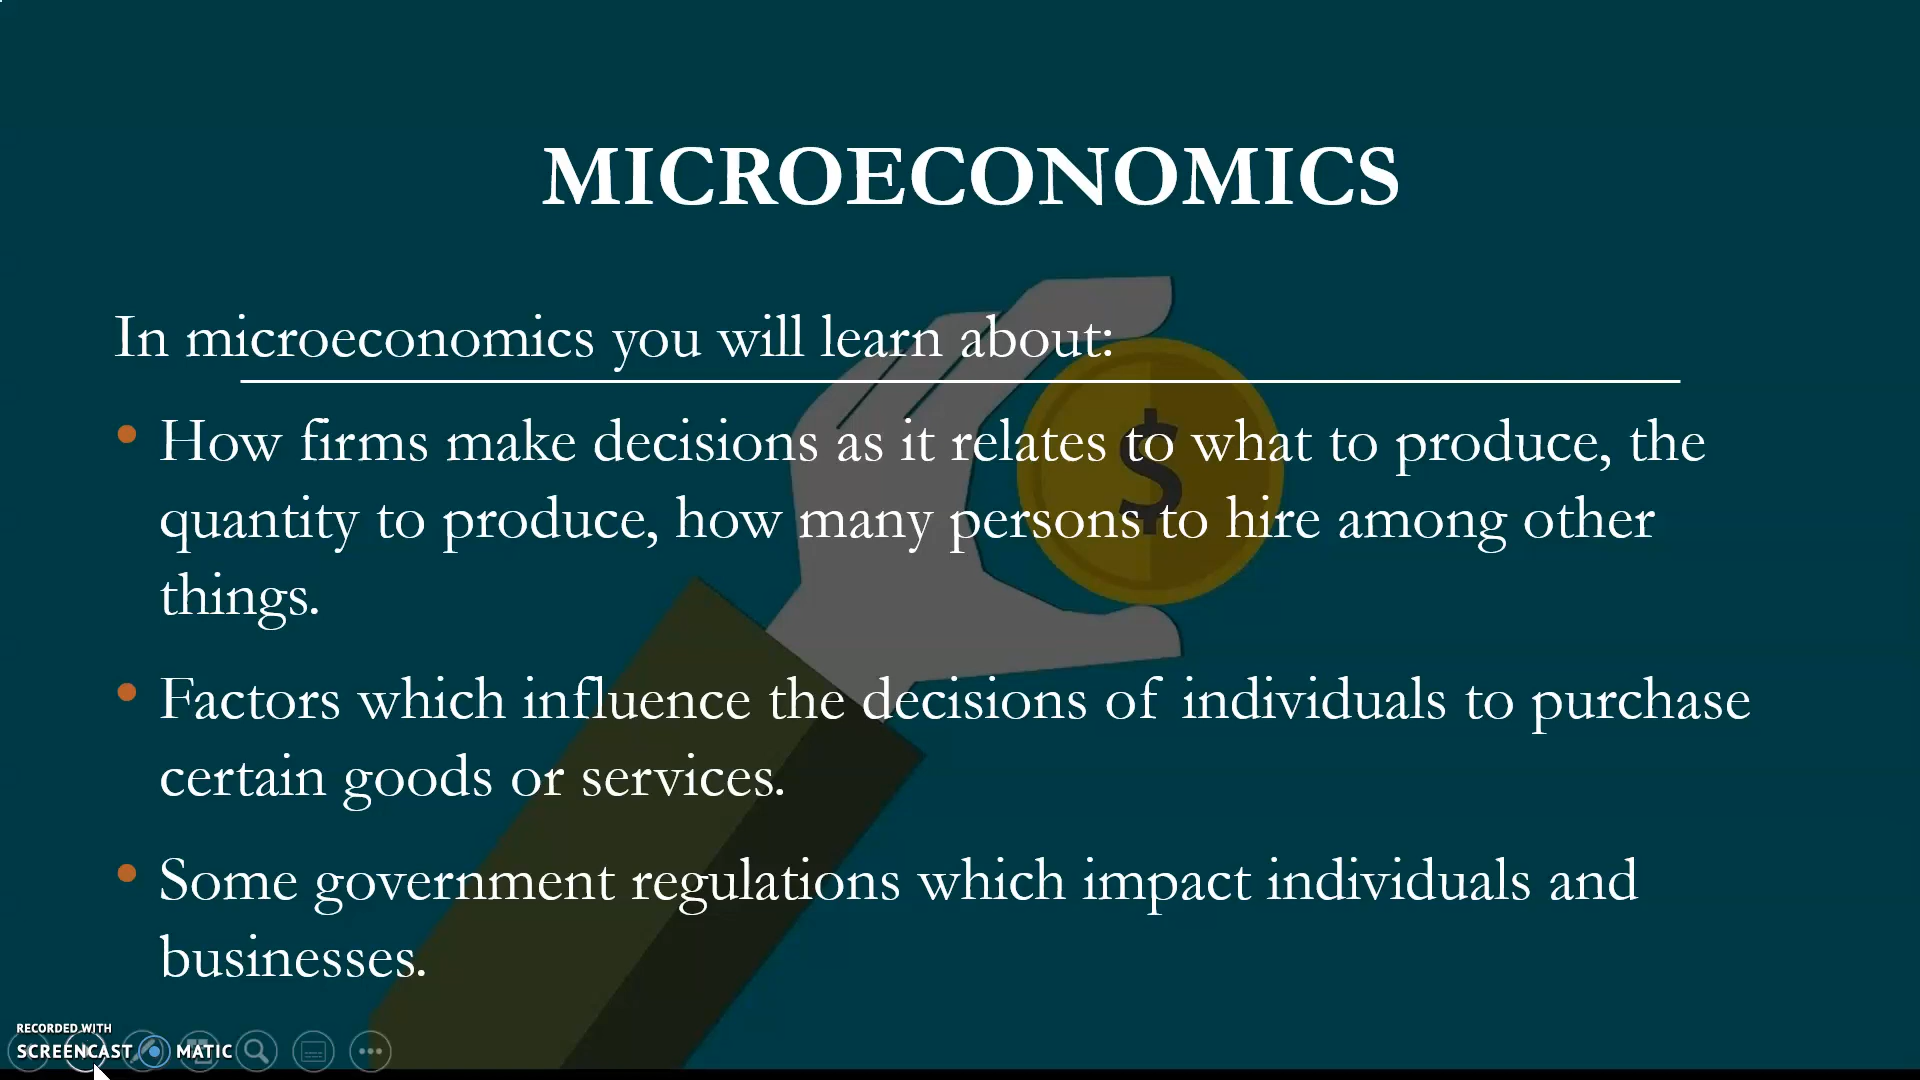 MICROECONOMICS
In microeconomics you will learn about:
• How firms make decisions as it relates to what to produce, the
quantity to produce, how many persons to hire among other
things.
• Factors which influence the decisions of individuals to purchase
certain goods or services.
• Some government regulations which impact individuals and
businesses.
$
RECORDED WITH
SCREENCAST MATIC